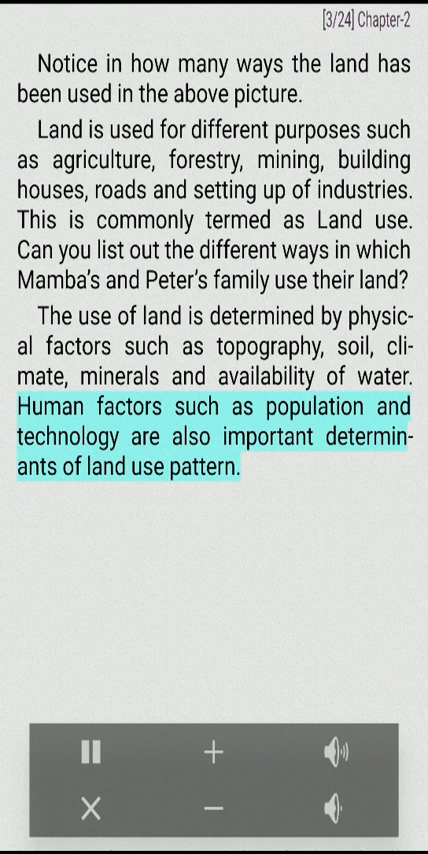 [3/24] Chapter-2
Notice in how many ways the land has
been used in the above picture.
Land is used for different purposes such
as agriculture, forestry, mining, building
houses, roads and setting up of industries.
This is commonly termed as Land use.
Can you list out the different ways in which
Mamba’s and Peter’s family use their land?
The use of land is determined by physic-
al factors such as topography, soil, cli-
mate, minerals and availability of water.
Human factors such as population and
technology are also important determin-
ants of land use pattern.